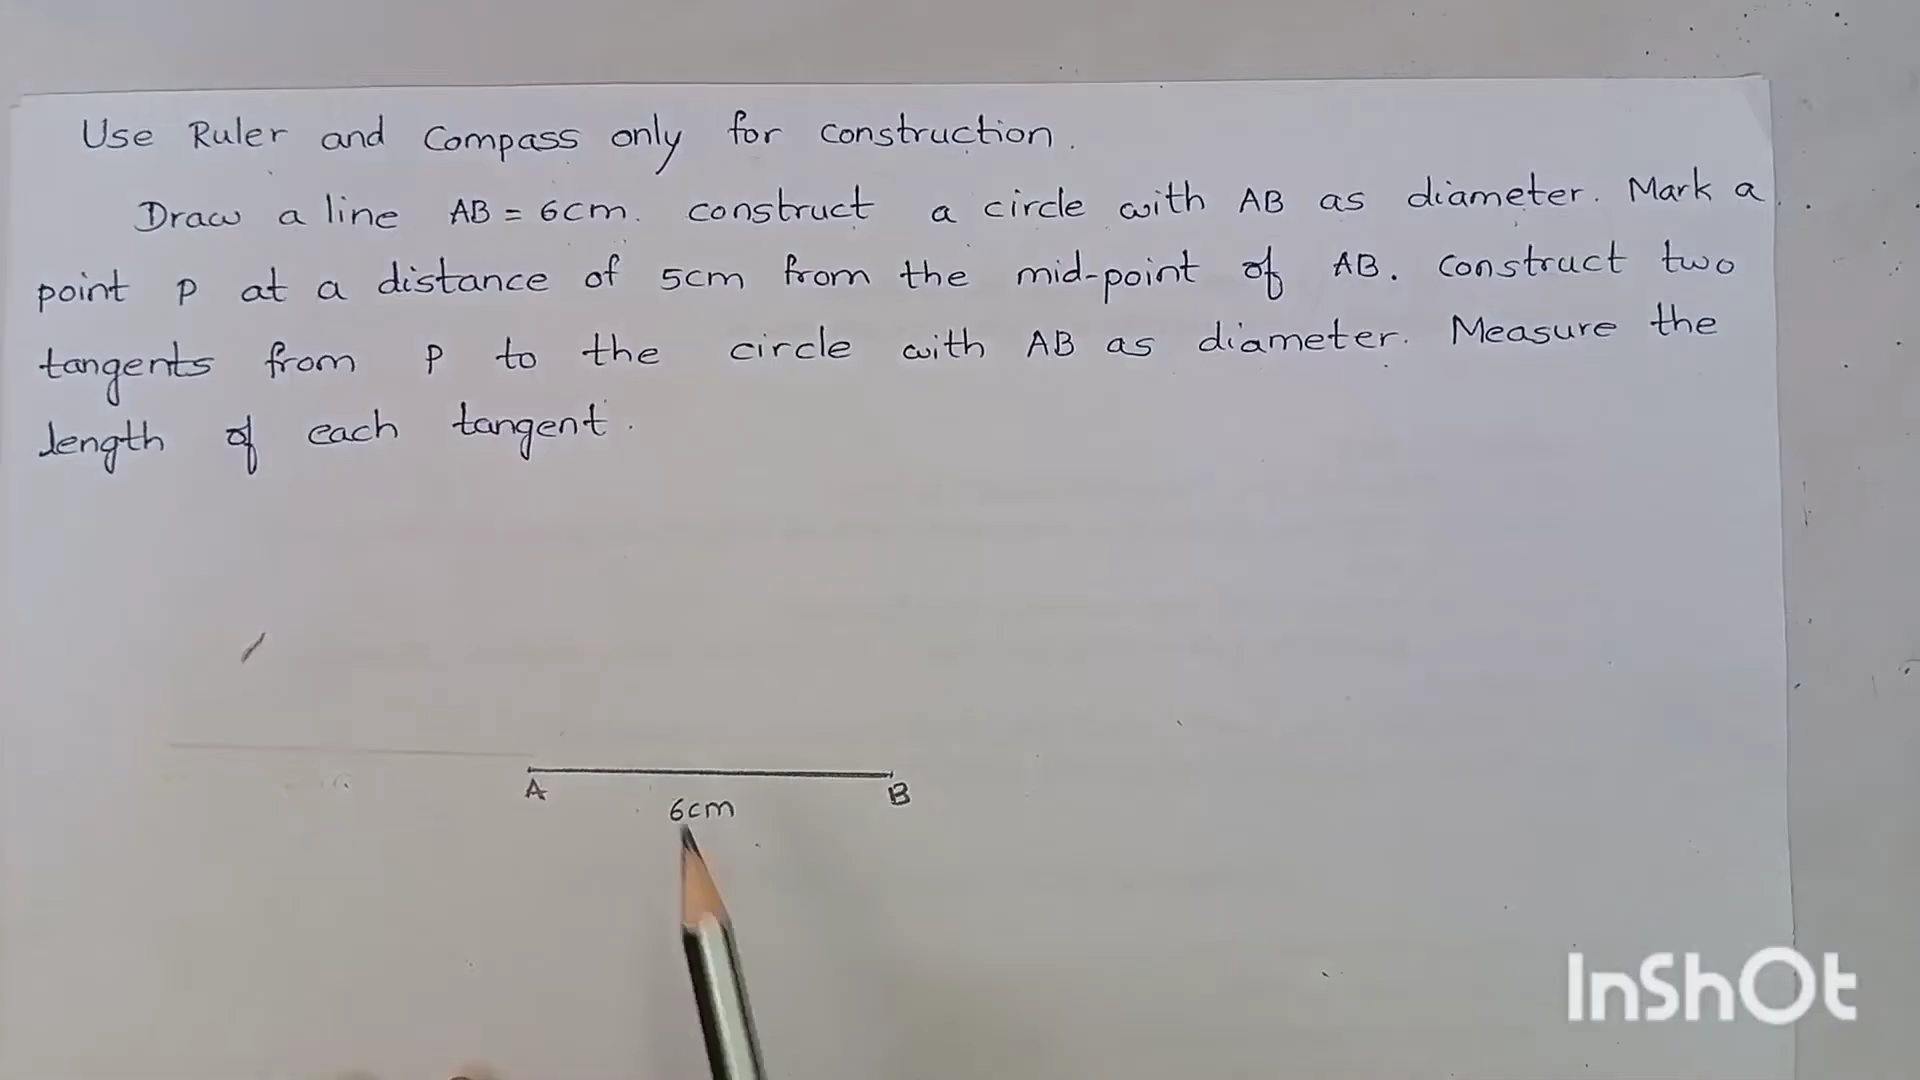 Use Ruler and Compass only for construction.
Draw a line AB = 6cm. construct a circle with AB as diameter. Mark a
point P at a distance of 5cm from the mid-point of AB. Construct two
tangents from P to the circle with AB as diameter. Measure the
length of each tangent.
A
B
6cm
InShOt